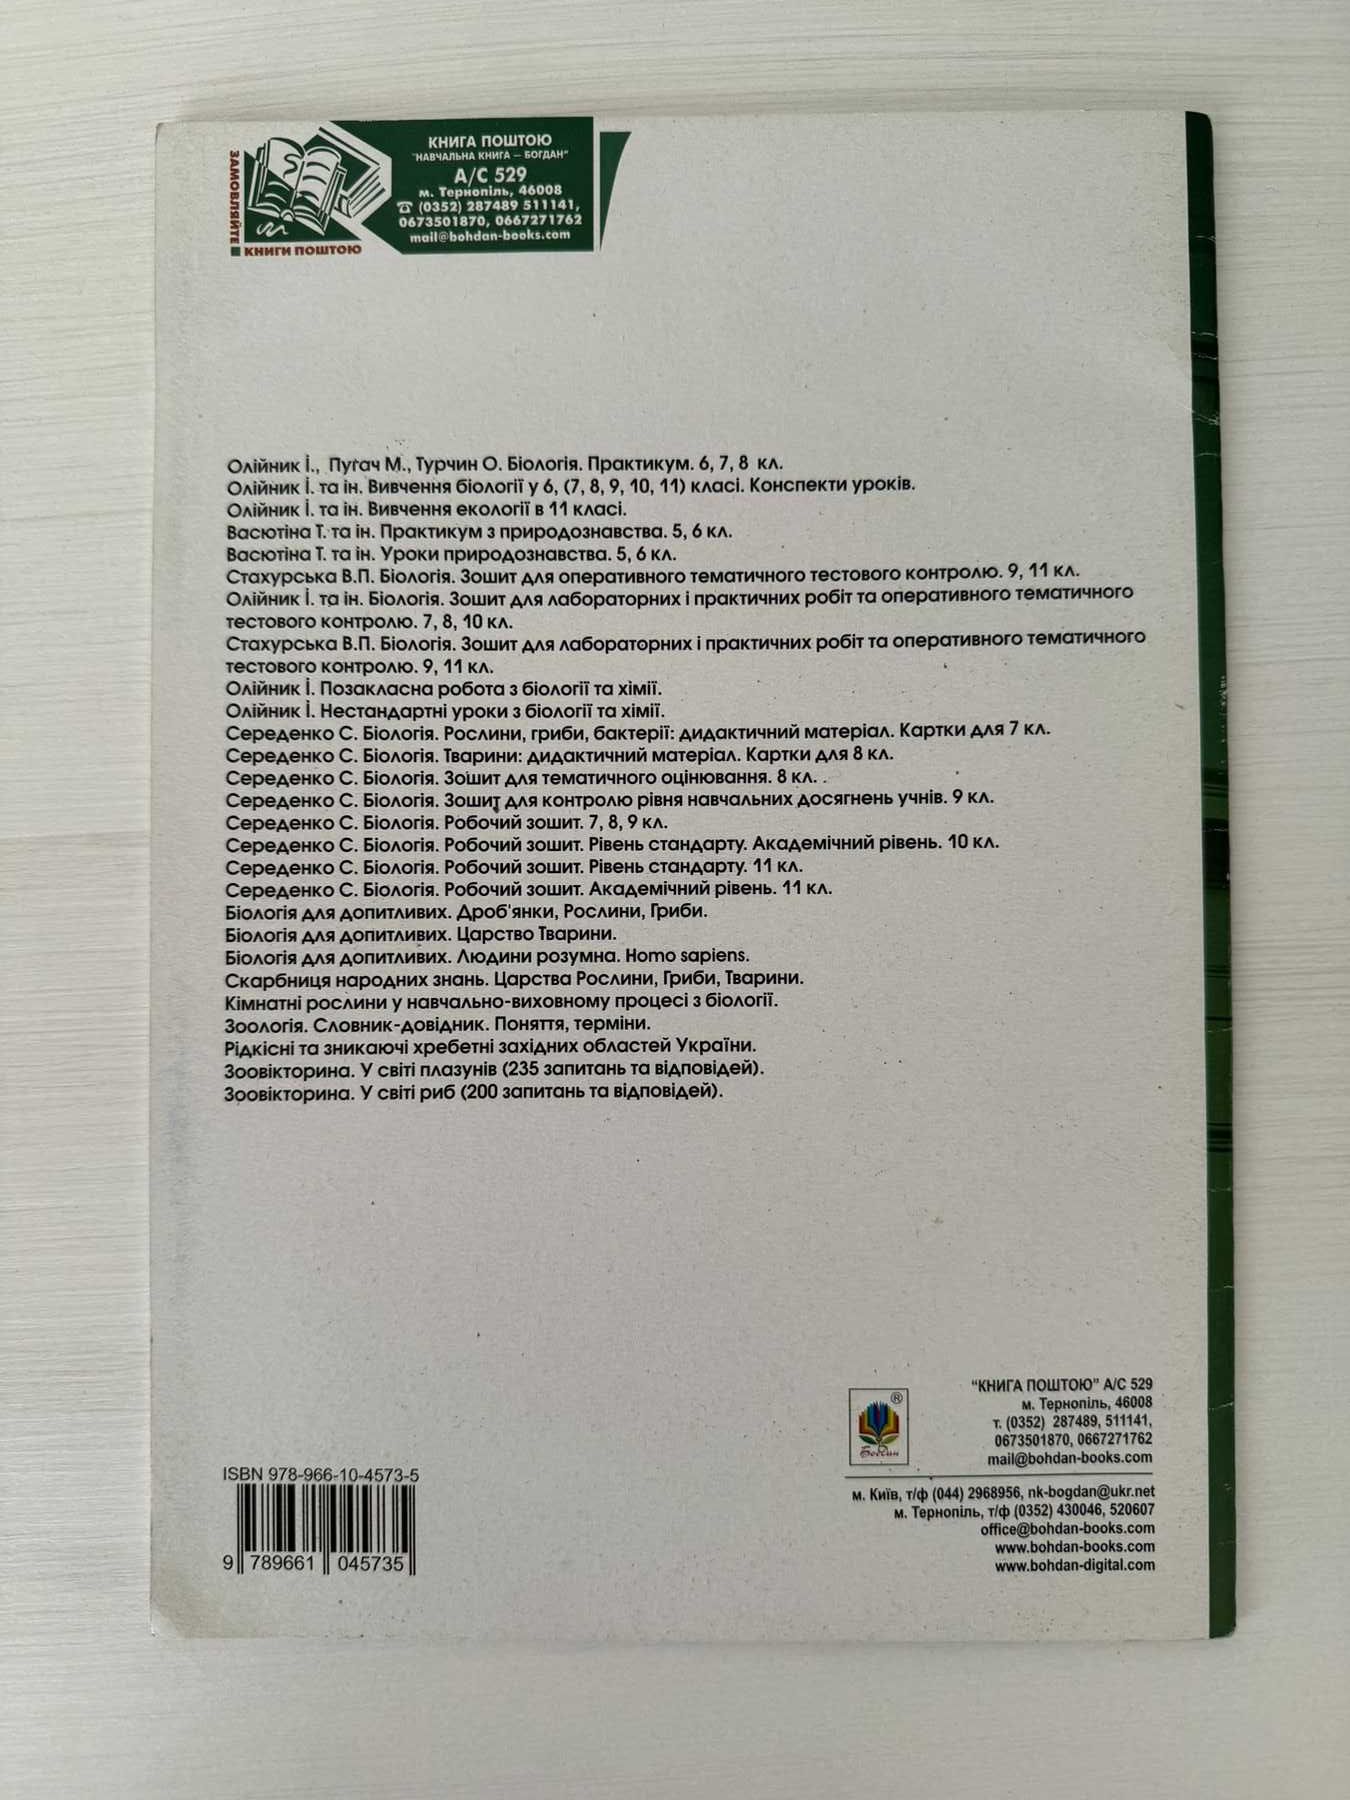 КНИГА ПОШТОЮ
"НАВЧАЛЬНА КНИГА – БОГДАН"
А/С 529
м. Тернопіль, 46008
☎ (0352) 287489 511141,
0673501870, 0667271762
mail@bohdan-books.com
ЗАМОВЛЯЙТЕ
КНИГИ ПОШТОЮ
Олійник І., Пугач М., Турчин О. Біологія. Практикум. 6, 7, 8 кл.
Олійник І. та ін. Вивчення біології у 6, (7, 8, 9, 10, 11) класі. Конспекти уроків.
Олійник І. та ін. Вивчення екології в 11 класі.
Васютіна Т. та ін. Практикум з природознавства. 5, 6 кл.
Васютіна Т. та ін. Уроки природознавства. 5, 6 кл.
Стахурська В.П. Біологія. Зошит для оперативного тематичного тестового контролю. 9, 11 кл.
Олійник І. та ін. Біологія. Зошит для лабораторних і практичних робіт та оперативного тематичного
тестового контролю. 7, 8, 10 кл.
Стахурська В.П. Біологія. Зошит для лабораторних і практичних робіт та оперативного тематичного
тестового контролю. 9, 11 кл.
Олійник І. Позакласна робота з біології та хімії.
Олійник І. Нестандартні уроки з біології та хімії.
Середенко С. Біологія. Рослини, гриби, бактерії: дидактичний матеріал. Картки для 7 кл.
Середенко С. Біологія. Тварини: дидактичний матеріал. Картки для 8 кл.
Середенко С. Біологія. Зошит для тематичного оцінювання. 8 кл.
Середенко С. Біологія. Зошит для контролю рівня навчальних досягнень учнів. 9 кл.
Середенко С. Біологія. Робочий зошит. 7, 8, 9 кл.
Середенко С. Біологія. Робочий зошит. Рівень стандарту. Академічний рівень. 10 кл.
Середенко С. Біологія. Робочий зошит. Рівень стандарту. 11 кл.
Середенко С. Біологія. Робочий зошит. Академічний рівень. 11 кл.
Біологія для допитливих. Дроб'янки, Рослини, Гриби.
Біологія для допитливих. Царство Тварини.
Біологія для допитливих. Людини розумна. Homo sapiens.
Скарбниця народних знань. Царства Рослини, Гриби, Тварини.
Кімнатні рослини у навчально-виховному процесі з біології.
Зоологія. Словник-довідник. Поняття, терміни.
Рідкісні та зникаючі хребетні західних областей України.
Зоовікторина. У світі плазунів (235 запитань та відповідей).
Зоовікторина. У світі риб (200 запитань та відповідей).
"КНИГА ПОШТОЮ" А/С 529
м. Тернопіль, 46008
т. (0352) 287489, 511141,
0673501870, 0667271762
mail@bohdan-books.com
®
Богдан
м. Київ, т/ф (044) 2968956, nk-bogdan@ukr.net
м. Тернопіль, т/ф (0352) 430046, 520607
office@bohdan-books.com
www.bohdan-books.com
www.bohdan-digital.com
ISBN 978-966-10-4573-5
9 789661 045735